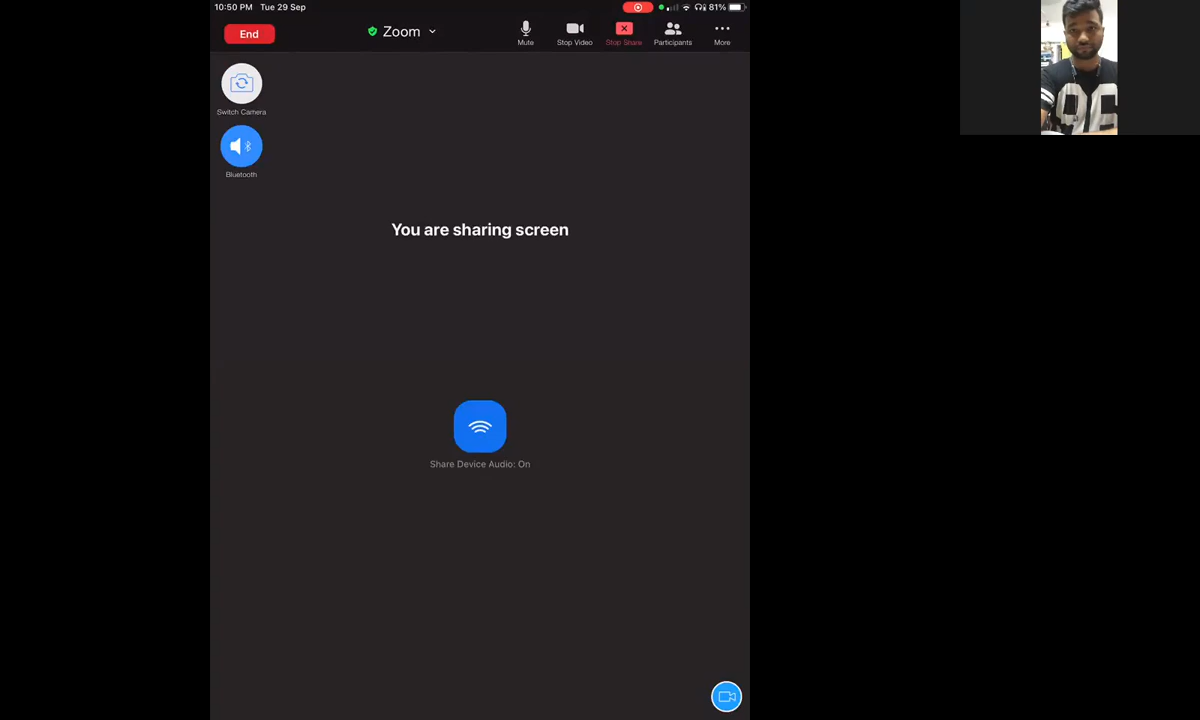 10:50 PM Tue 29 Sep 81%
End
Zoom
Mute
Stop Video
Stop Share
Participants
More
Switch Camera
Bluetooth
You are sharing screen
Share Device Audio: On
95